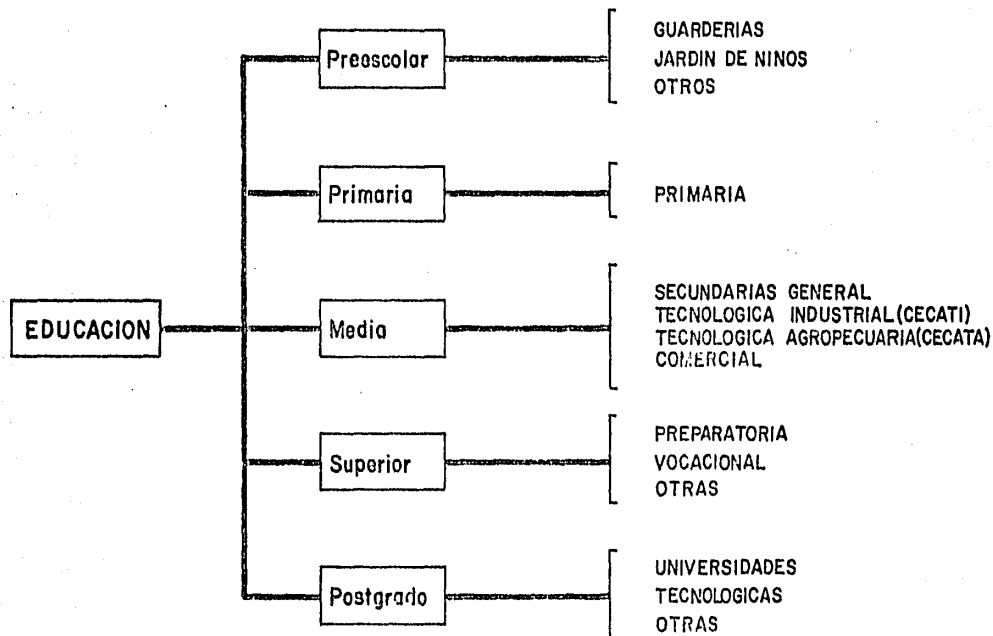 Preescolar
GUARDERIAS
JARDIN DE NINOS
OTROS
Primaria
PRIMARIA
EDUCACION
Media
SECUNDARIAS GENERAL
TECNOLOGICA INDUSTRIAL(CECATI)
TECNOLOGICA AGROPECUARIA(CECATA)
COMERCIAL
Superior
PREPARATORIA
VOCACIONAL
OTRAS
Postgrado
UNIVERSIDADES
TECNOLOGICAS
OTRAS